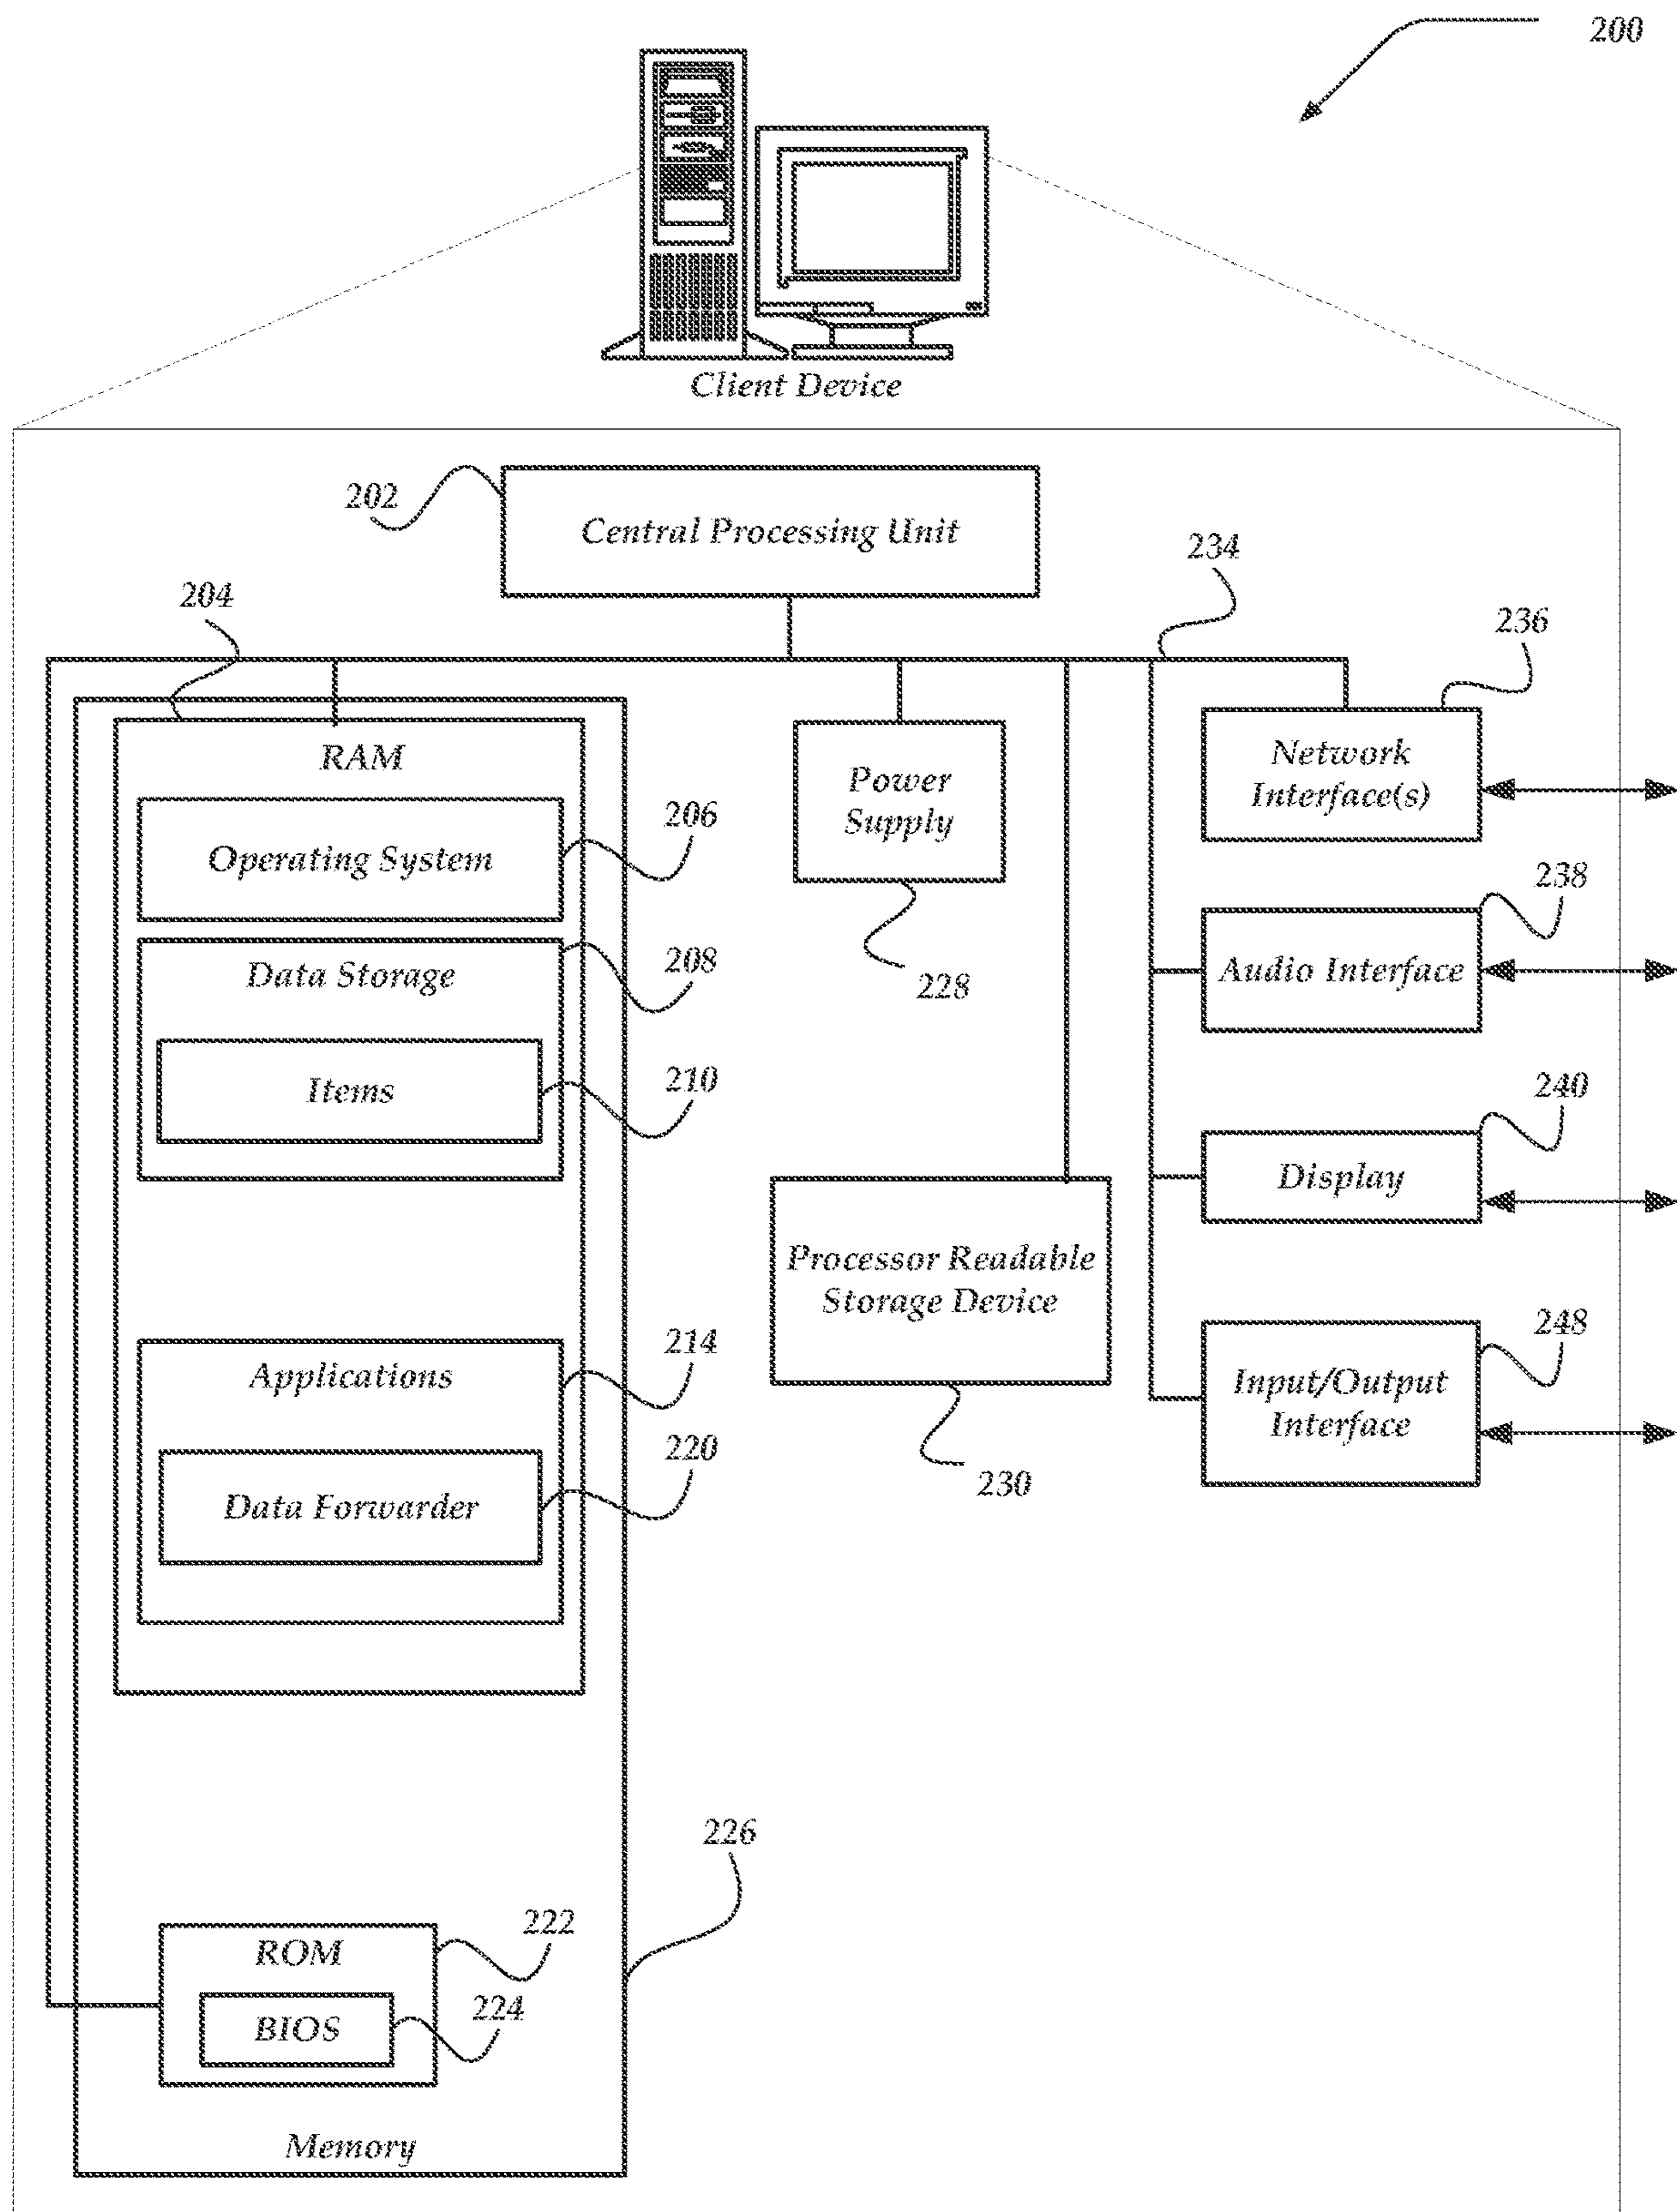 200
Client Device
202
Central Processing Unit
234
204
236
RAM
Network
Interface(s)
Power
Supply
206
Operating System
238
208
Data Storage
Audio Interface
228
210
Items
240
Display
Processor Readable
Storage Device
214
Applications
248
Input/Output
Interface
220
Data Forwarder
230
226
222
ROM
224
BIOS
Memory